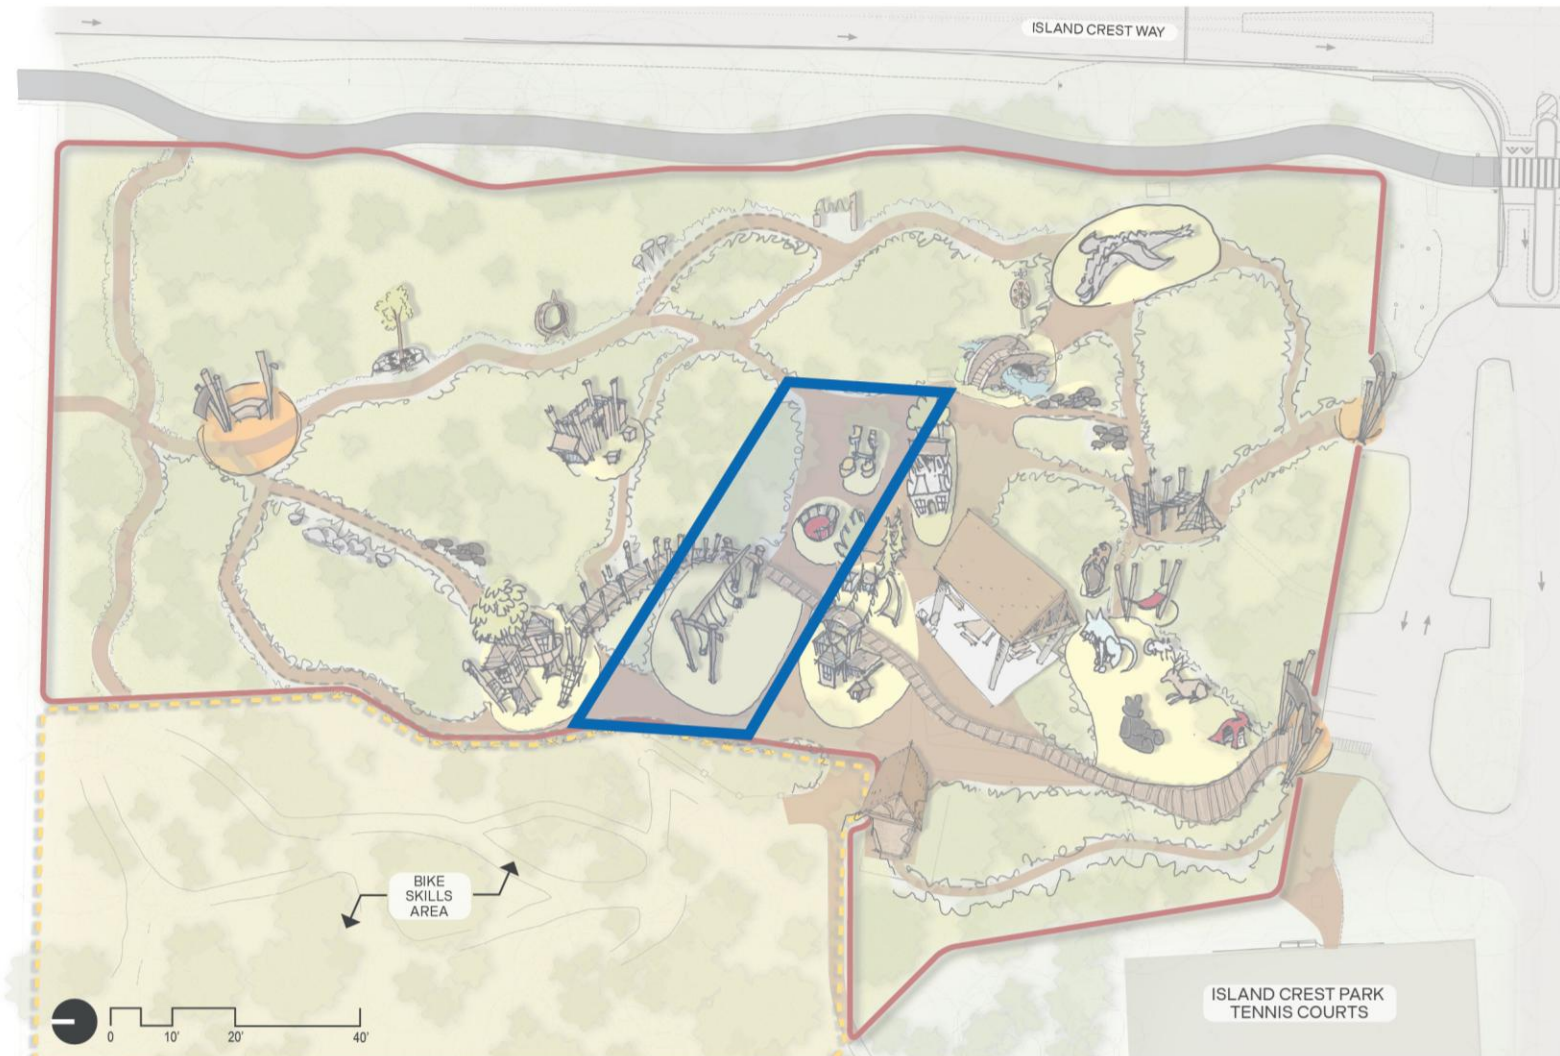 ISLAND CREST WAY
BIKE
SKILLS
AREA
ISLAND CREST PARK
TENNIS COURTS
0 10' 20' 40'